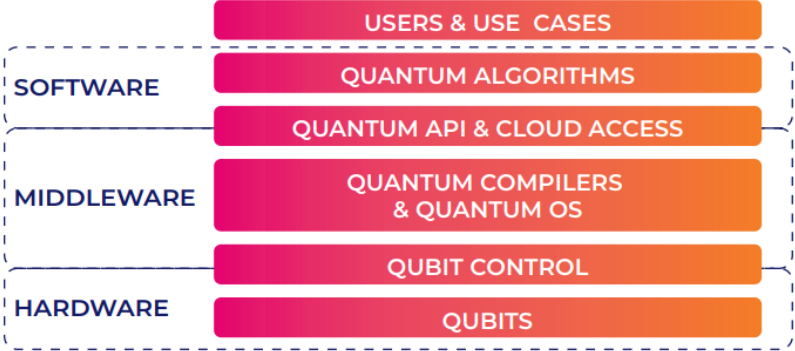 USERS & USE CASES
SOFTWARE
QUANTUM ALGORITHMS
QUANTUM API & CLOUD ACCESS
MIDDLEWARE
QUANTUM COMPILERS
& QUANTUM OS
QUBIT CONTROL
HARDWARE
QUBITS